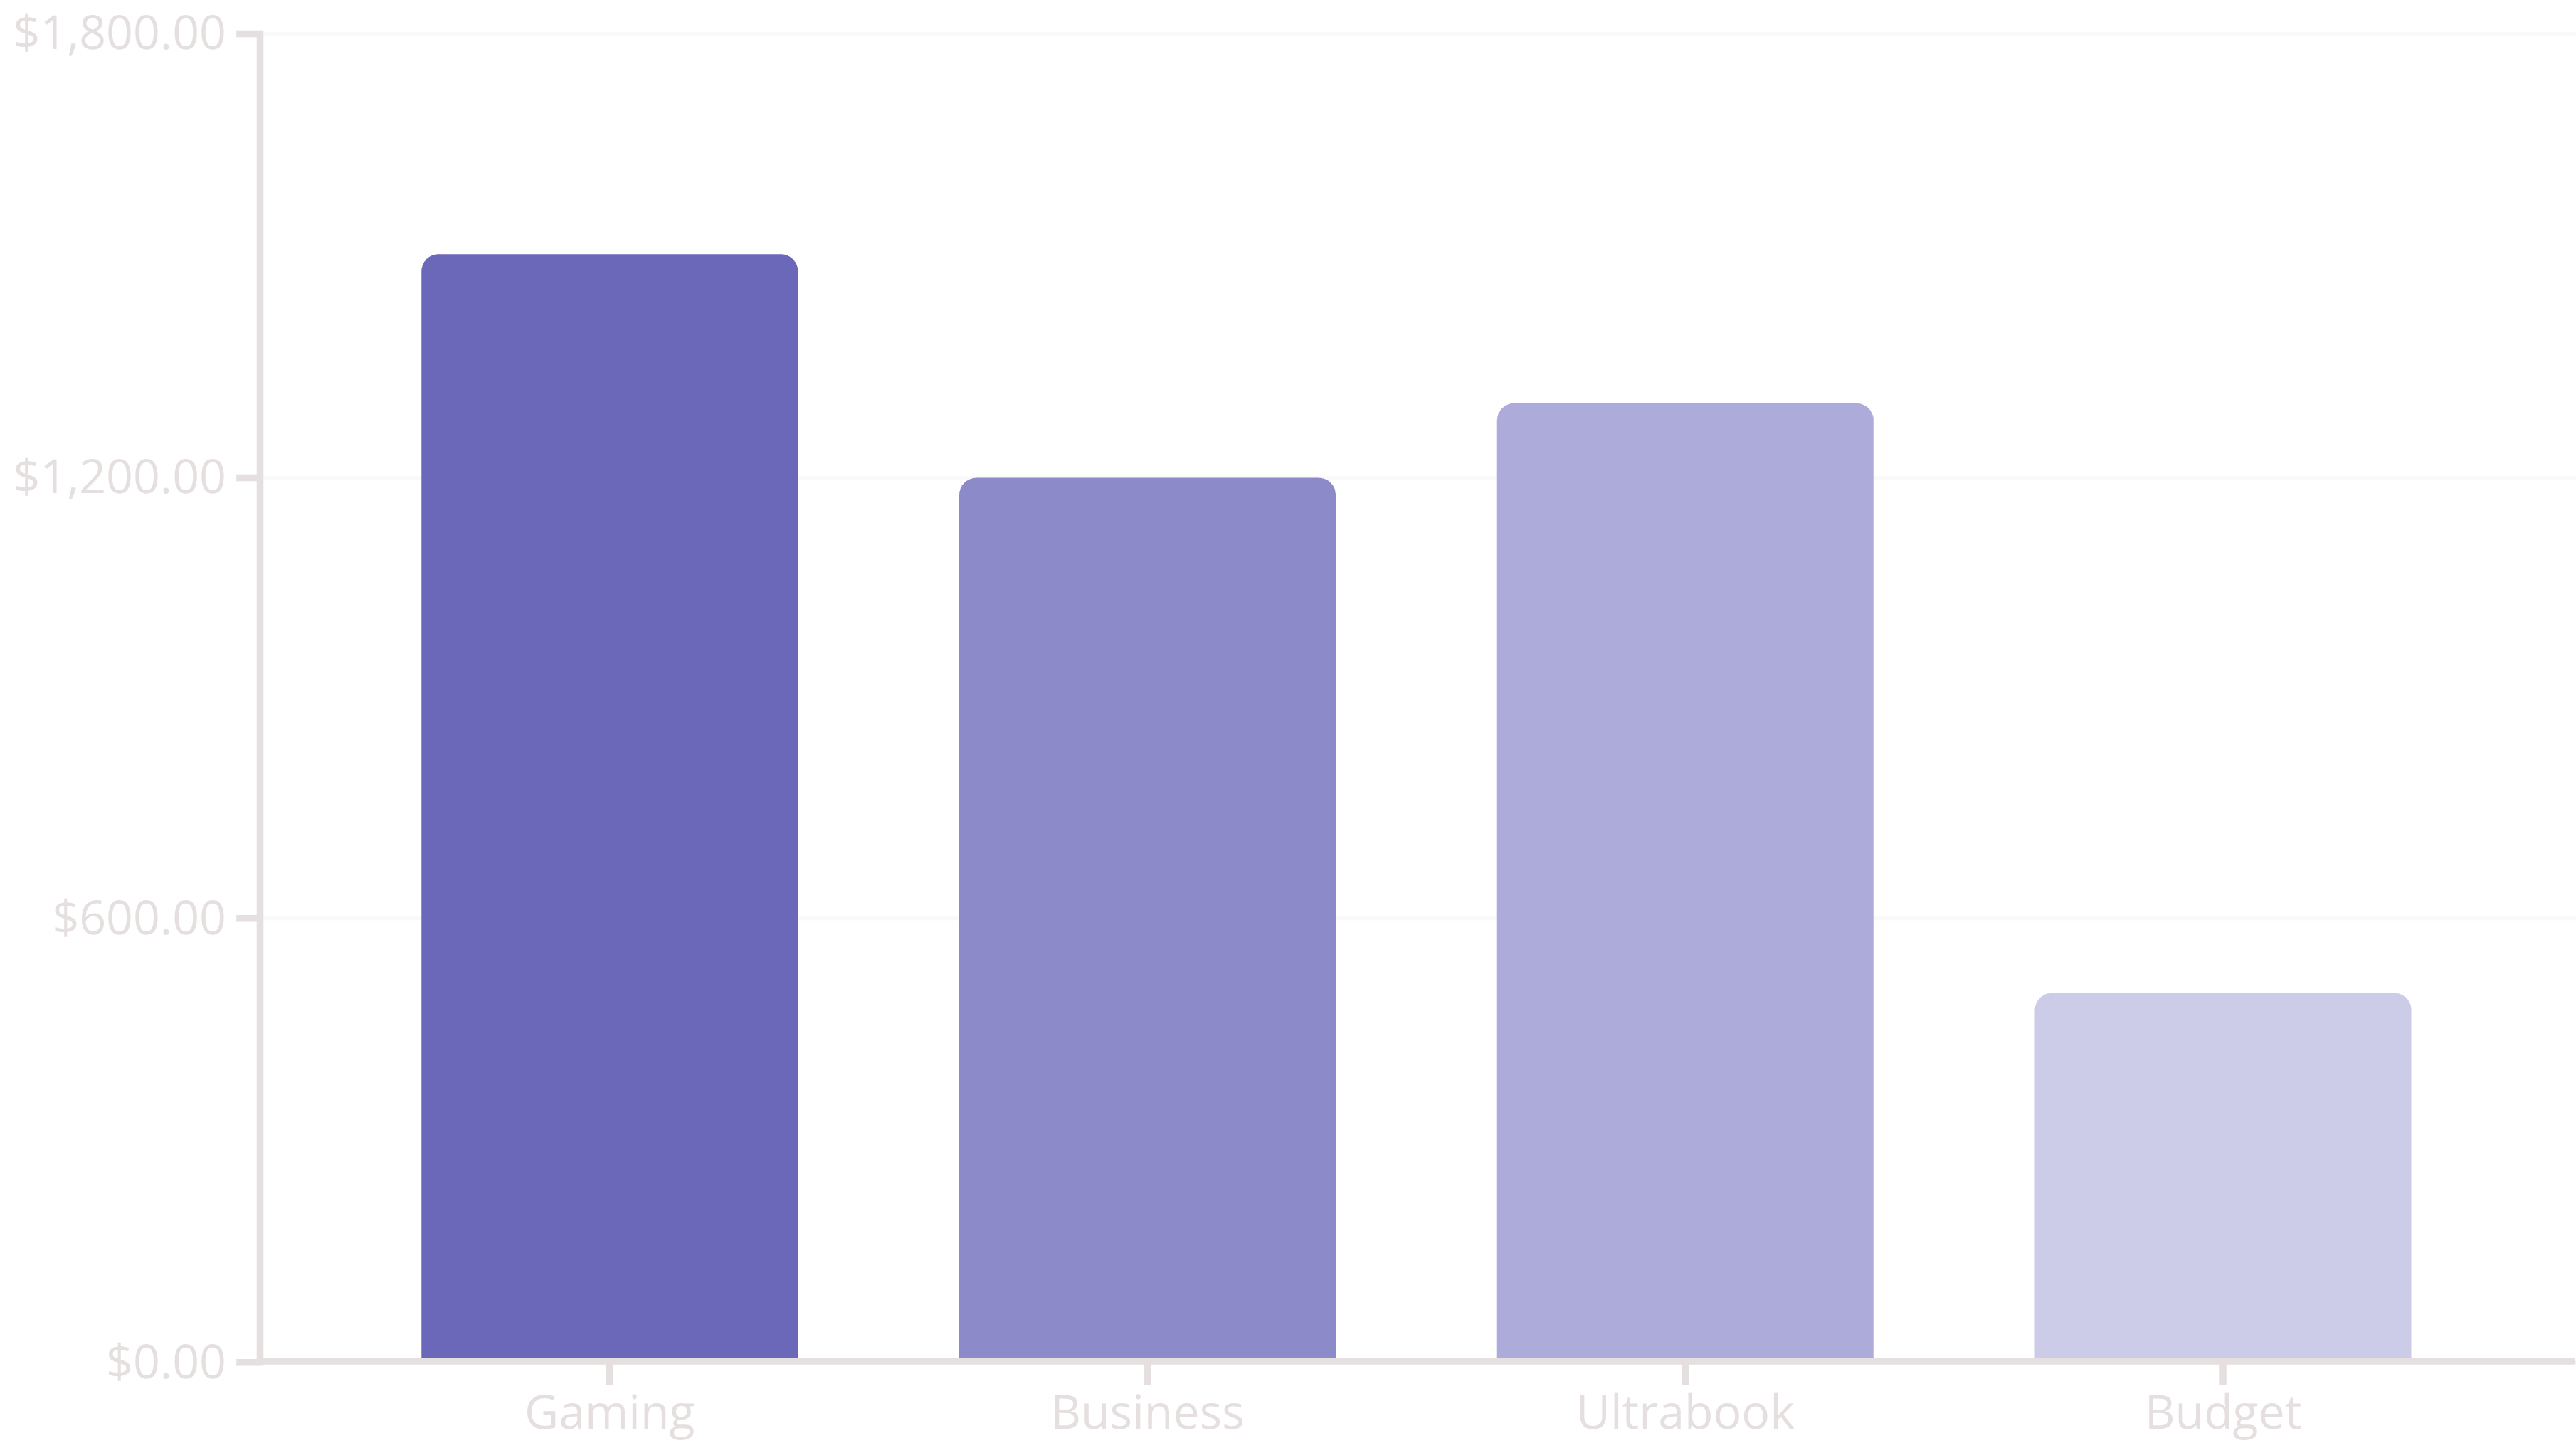 $1,800.00
$1,200.00
$600.00
$0.00
Gaming
Business
Ultrabook
Budget